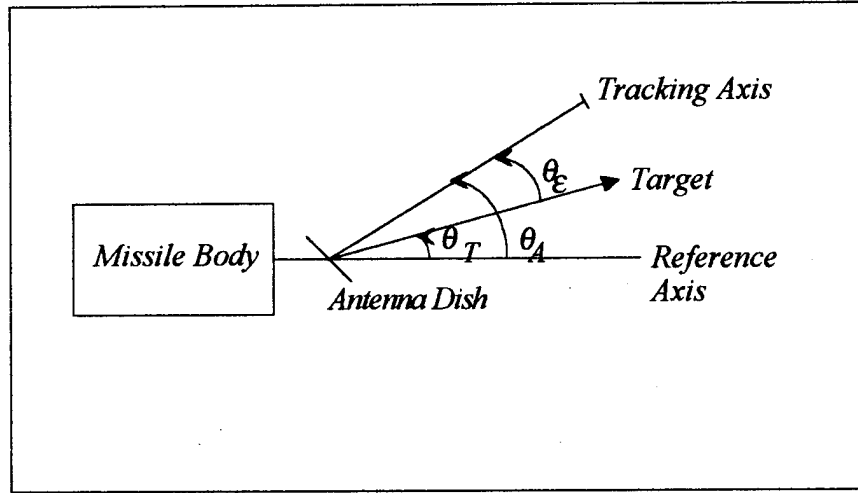 Tracking Axis
θε
Target
Missile Body
θT
θA
Reference
Axis
Antenna Dish